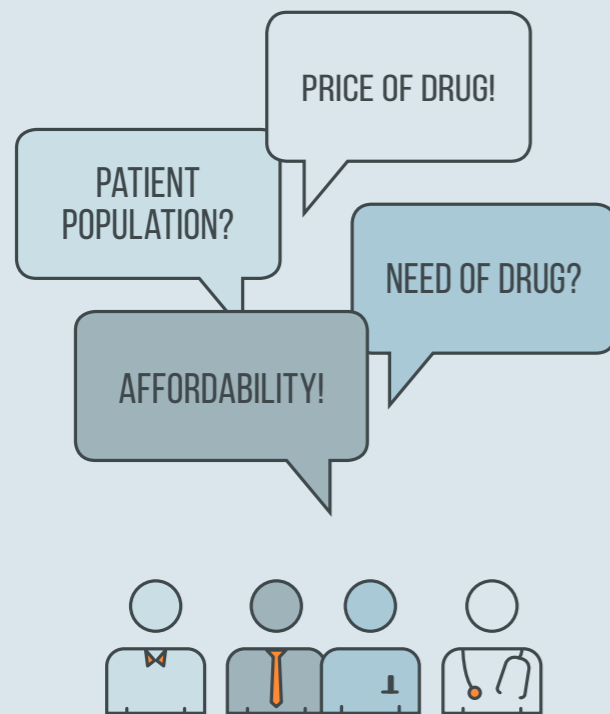 PRICE OF DRUG!
PATIENT
POPULATION?
NEED OF DRUG?
AFFORDABILITY!